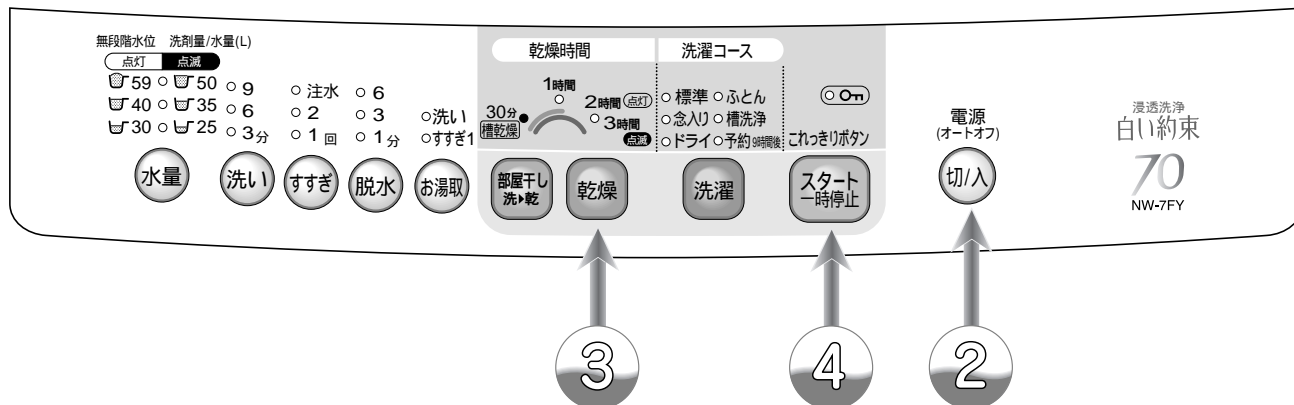 無段階水位 洗剤量/水量(L)
点灯 点滅
59 50
40 35
30 25
9
6
3分
注水
2
1回
6
3
1分
洗い
すすぎ1
水量
洗い
すすぎ
脱水
お湯取
乾燥時間
30分
槽乾燥
1時間
2時間 点灯
3時間
点滅
洗濯コース
標準 ふとん
念入り 槽洗浄
ドライ 予約9時間後
これっきりボタン
部屋干し
洗▶乾
乾燥
洗濯
スタート
一時停止
電源
(オートオフ)
切/入
浸透洗浄
白い約束
70
NW-7FY
3
4
2